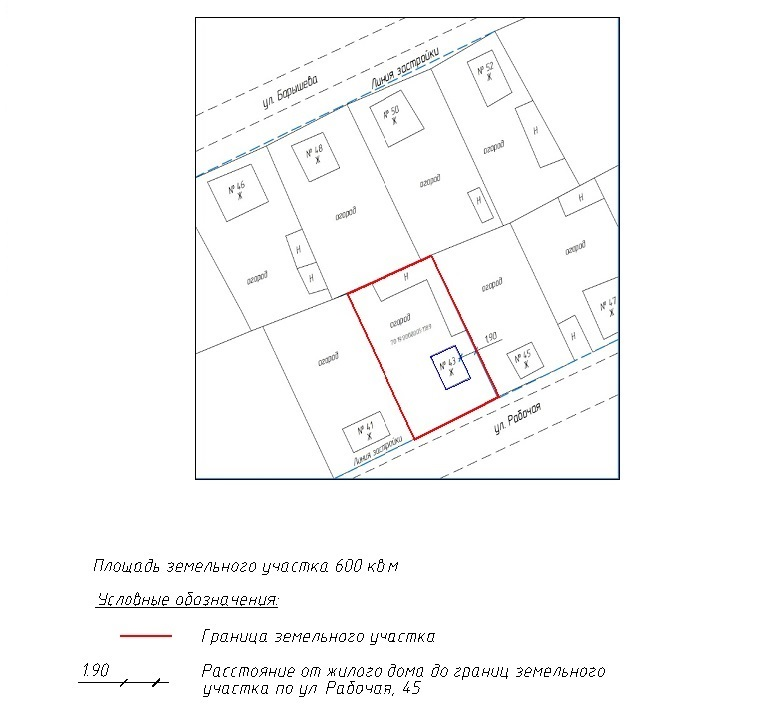 ул. Барышева
Линия застройки
№ 52
ж
№ 50
ж
№ 48
ж
№ 46
ж
огород
Н
огород
огород
Н
огород
Н
Н
Н
огород
Н
огород
огород
огород
№ 47
ж
Н
1.90
№ 43
ж
№ 45
ж
№ 41
ж
Линия застройки
ул. Рабочая
Площадь земельного участка 600 кв м
Условные обозначения:
Граница земельного участка
1.90
Расстояние от жилого дома до границ земельного
участка по ул Рабочая, 45